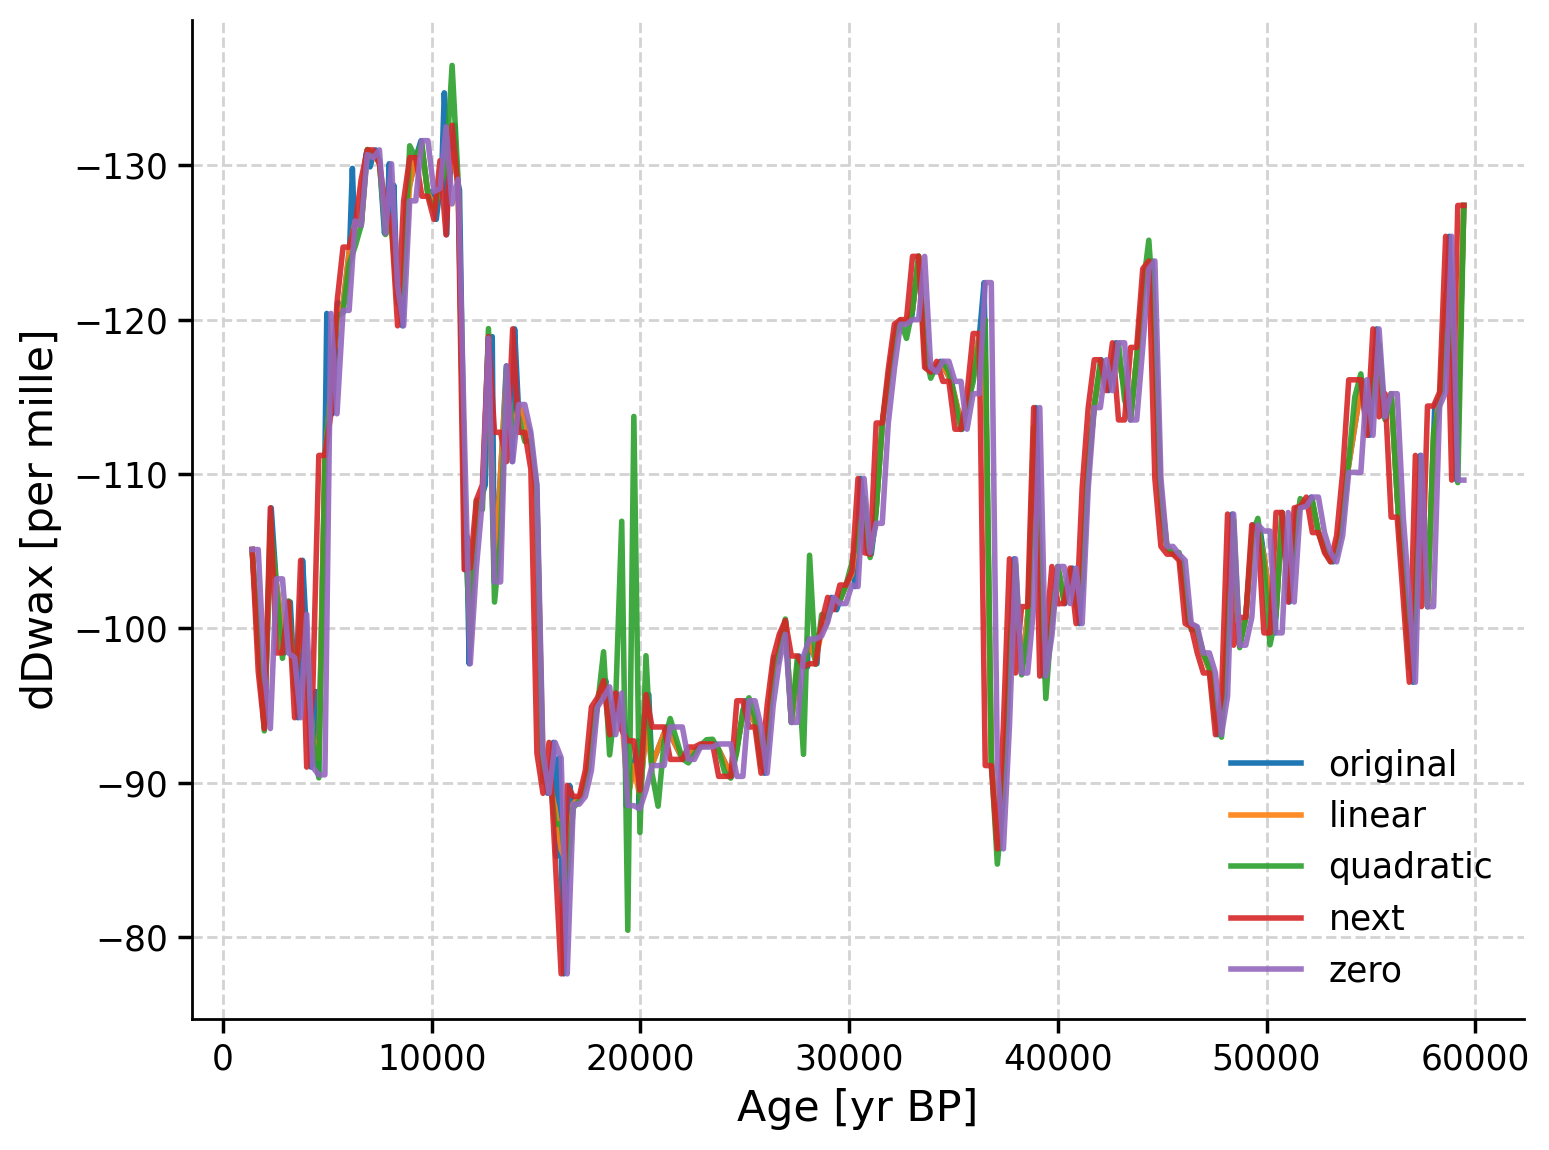 dDwax [per mille]
−130
−120
−110
−100
−90
−80
0
10000
20000
30000
40000
50000
60000
Age [yr BP]
original
linear
quadratic
next
zero